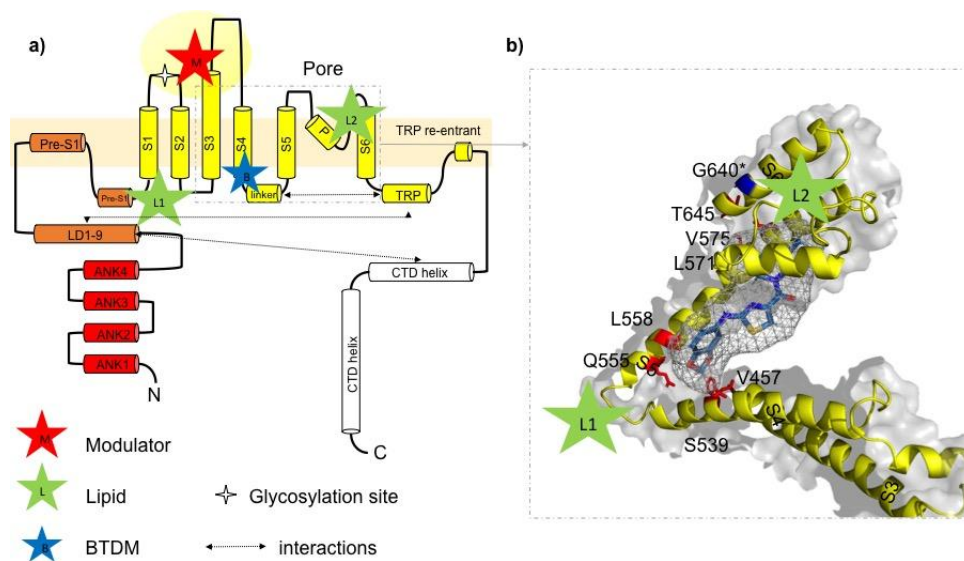 a)
M
Pore
L2
P
TRP re-entrant
Pre-S1
S1
S2
S3
S4
S5
S6
Pre-S1
L1
B
linker
TRP
LD1-9
CTD helix
ANK4
ANK3
ANK2
ANK1
CTD helix
N
C
M
Modulator
L
Lipid
Glycosylation site
B
BTDM
interactions
b)
G640*
L2
T645
V575
L571
L558
Q555
S5
V457
L1
S4
S539
S3